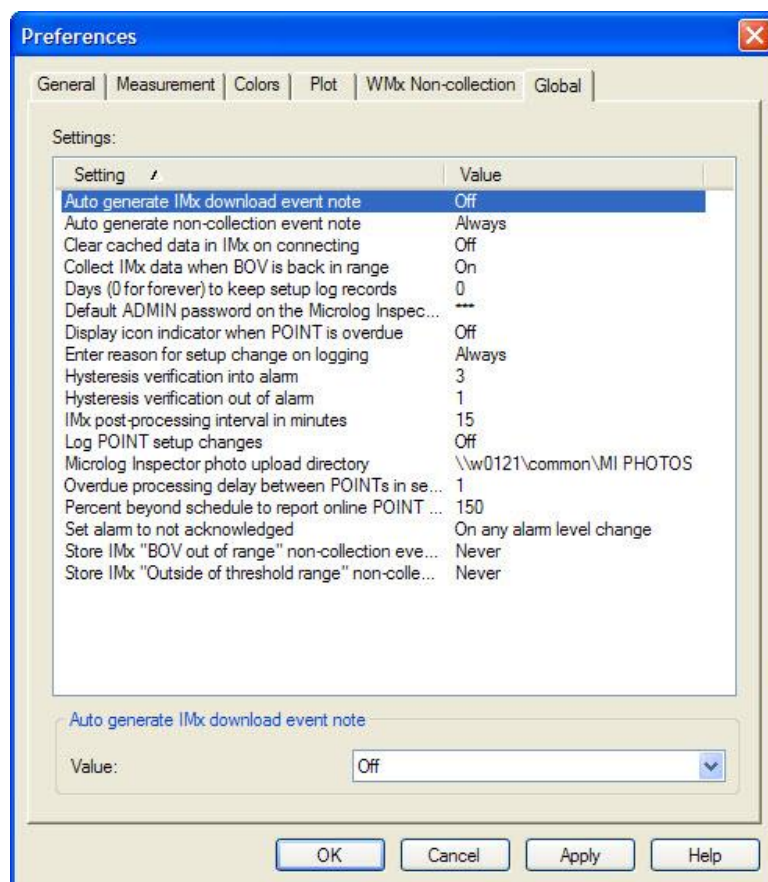 Preferences
General Measurement Colors Plot WMx Non-collection Global
Settings:
Setting Value
Auto generate IMx download event note Off
Auto generate non-collection event note Always
Clear cached data in IMx on connecting Off
Collect IMx data when BOV is back in range On
Days (0 for forever) to keep setup log records 0
Default ADMIN password on the Microlog Inspec... ***
Display icon indicator when POINT is overdue Off
Enter reason for setup change on logging Always
Hysteresis verification into alarm 3
Hysteresis verification out of alarm 1
IMx post-processing interval in minutes 15
Log POINT setup changes Off
Microlog Inspector photo upload directory \\w0121\common\MI PHOTOS
Overdue processing delay between POINTs in se... 1
Percent beyond schedule to report online POINT ... 150
Set alarm to not acknowledged On any alarm level change
Store IMx "BOV out of range" non-collection eve... Never
Store IMx "Outside of threshold range" non-colle... Never
Auto generate IMx download event note
Value: Off
OK Cancel Apply Help